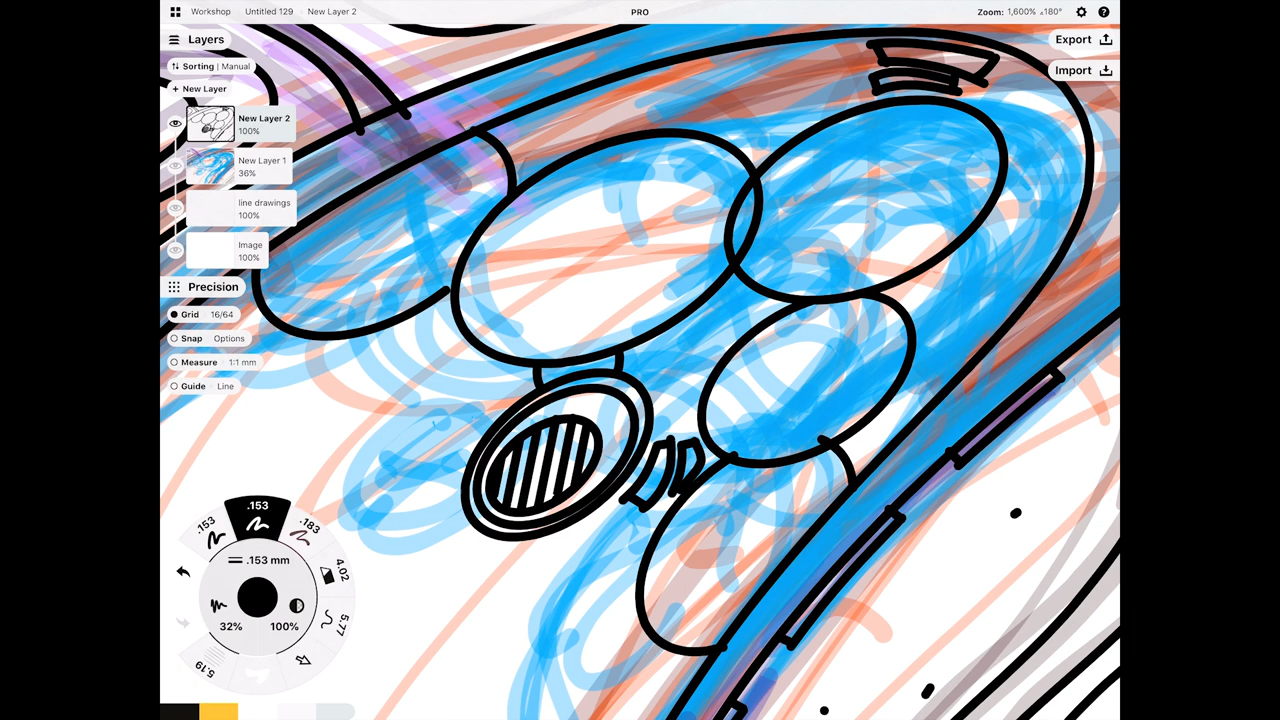 Workshop Untitled 129 New Layer 2 PRO Zoom: 1,600% ⊿180°
Layers
Export
Sorting | Manual
Import
+ New Layer
New Layer 2
100%
New Layer 1
36%
line drawings
100%
Image
100%
Precision
Grid 16/64
Snap Options
Measure 1:1 mm
Guide Line
.153
.153
.183
.153 mm
4.02
32% 100%
5.77
5.19